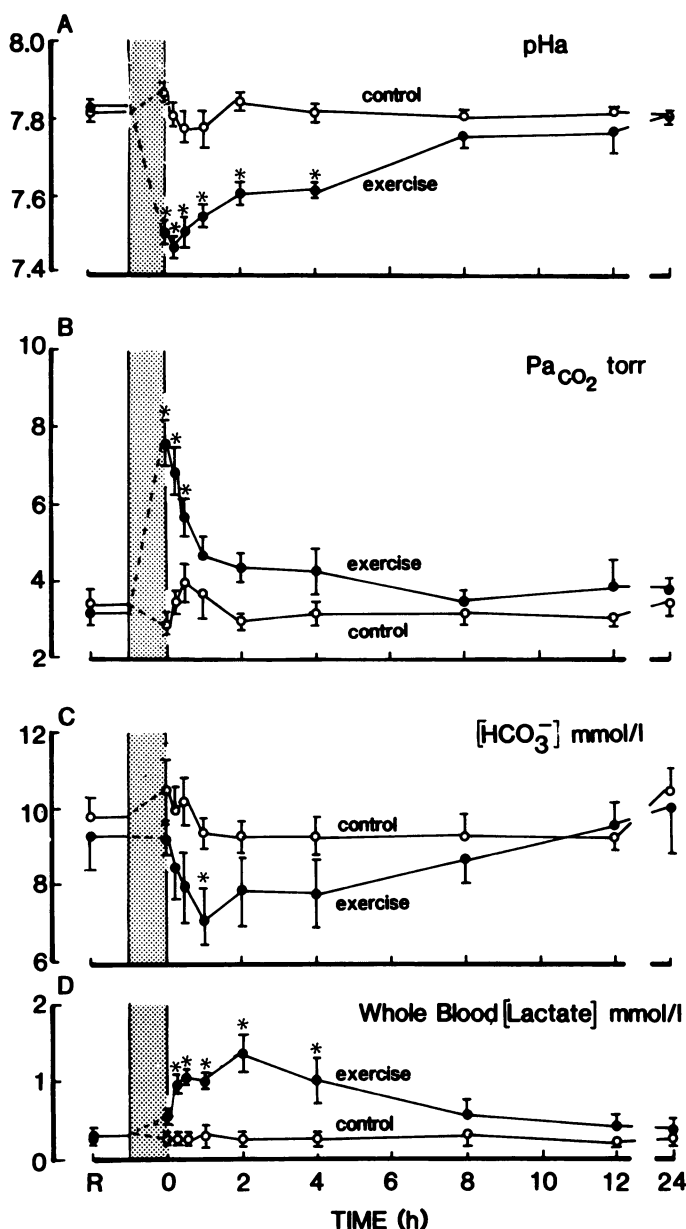 A
pHa
8.0
7.8
7.6
7.4
control
exercise
* * * * * *
B
Pa_CO₂ torr
10
8
6
4
2
* * *
exercise
control
C
[HCO₃⁻] mmol/l
12
10
8
6
control
*
exercise
D
Whole Blood [Lactate] mmol/l
2
1
0
* * * * *
exercise
control
R 0 2 4 6 8 10 12 24
TIME (h)